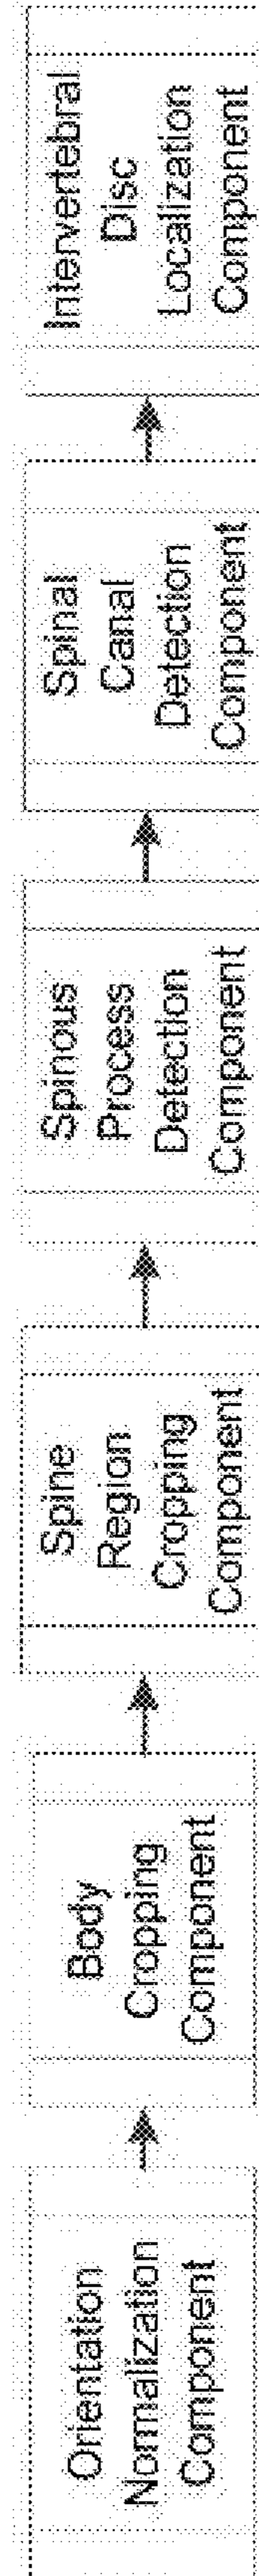 Orientation
Normalization
Component
Body
Cropping
Component
Spine
Region
Cropping
Component
Spinous
Process
Detection
Component
Spinal
Canal
Detection
Component
Intervertebral
Disc
Localization
Component